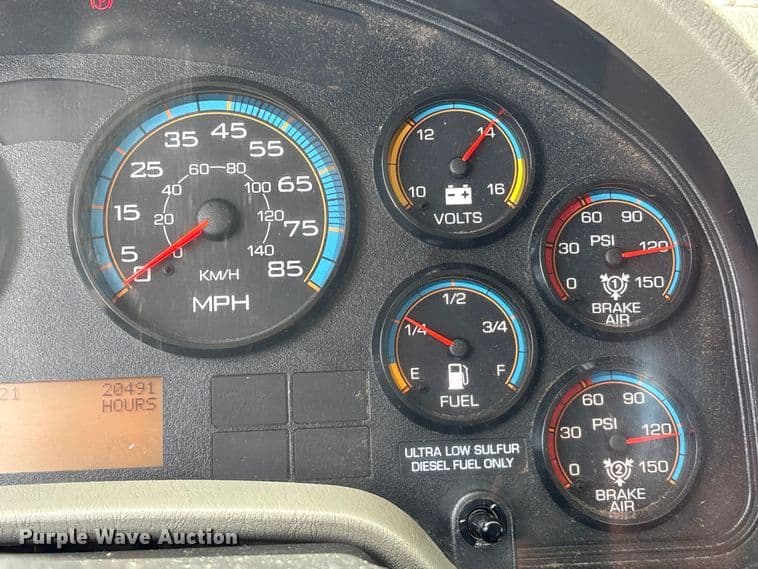 P
5
15
25
35
45
55
65
75
85
0
0
20
40
60
80
100
120
140
KM/H
MPH
10
12
14
16
VOLTS
E
1/4
1/2
3/4
F
FUEL
0
30
60
90
120
150
PSI
1
BRAKE
AIR
0
30
60
90
120
150
PSI
2
BRAKE
AIR
21 20491
HOURS
ULTRA LOW SULFUR
DIESEL FUEL ONLY
Purple Wave Auction